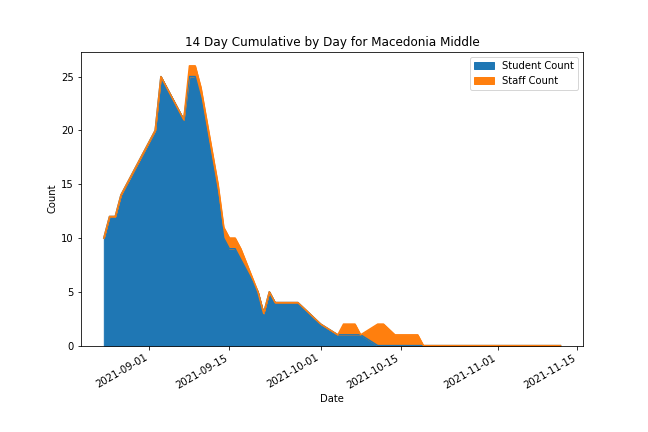 14 Day Cumulative by Day for Macedonia Middle
Student Count
Staff Count
25
20
15
10
5
0
Count
2021-09-01
2021-09-15
2021-10-01
2021-10-15
2021-11-01
2021-11-15
Date